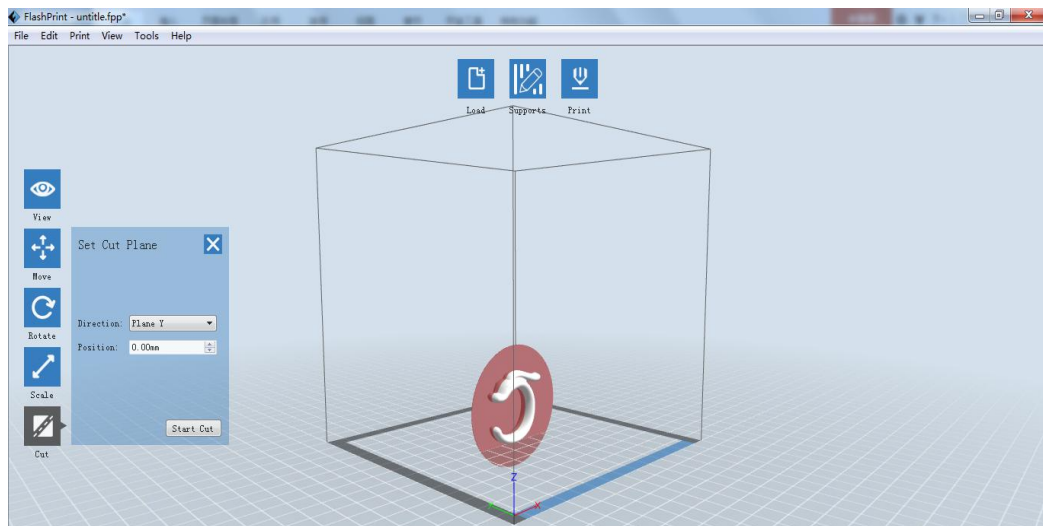 FlashPrint - untitle.fpp*
File Edit Print View Tools Help
Load Supports Print
View
Set Cut Plane
Move
Direction: Plane Y
Rotate
Position: 0.00mm
Scale
Start Cut
Cut
Z
X